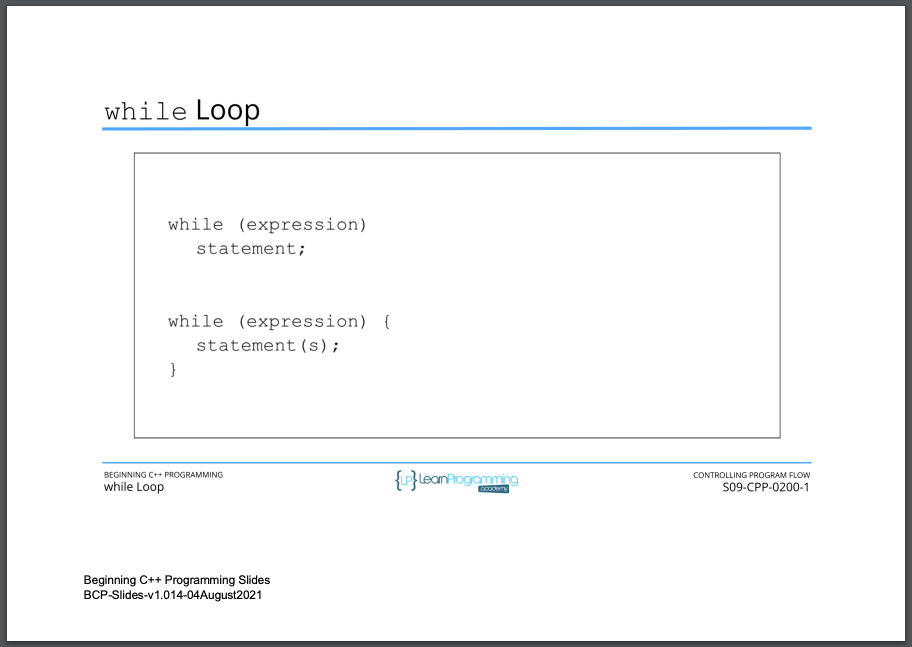 while Loop
while (expression)
statement;
while (expression) {
statement(s);
}
BEGINNING C++ PROGRAMMING
while Loop
{LP} LearnProgramming
academy
CONTROLLING PROGRAM FLOW
S09-CPP-0200-1
Beginning C++ Programming Slides
BCP-Slides-v1.014-04August2021